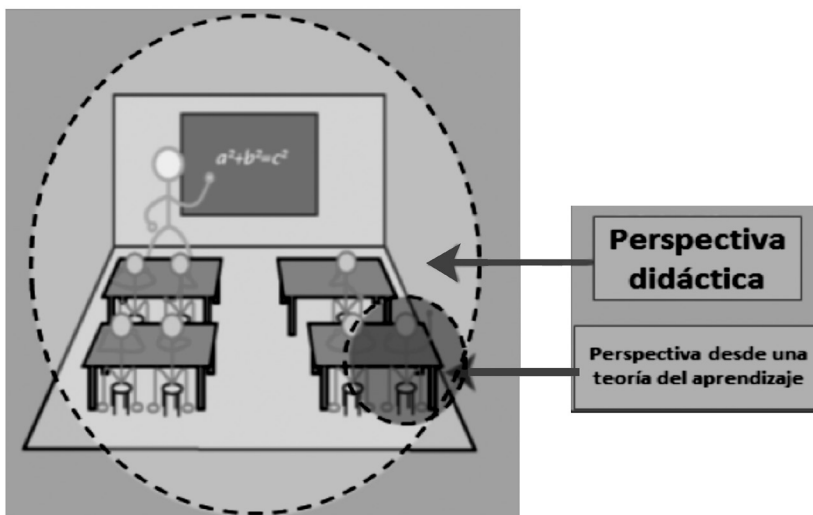 a²+b²=c²
Perspectiva
didáctica
Perspectiva desde una
teoría del aprendizaje